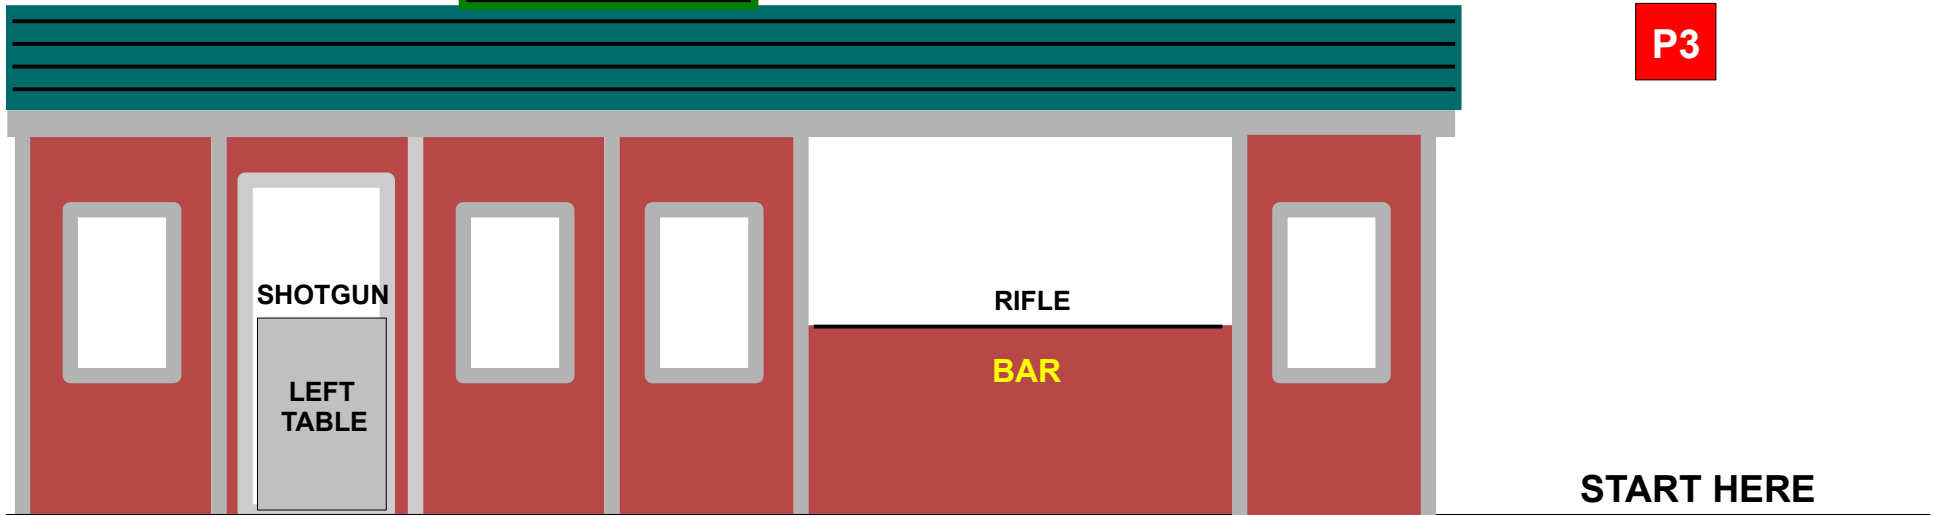 P3
SHOTGUN
RIFLE
BAR
LEFT
TABLE
START HERE